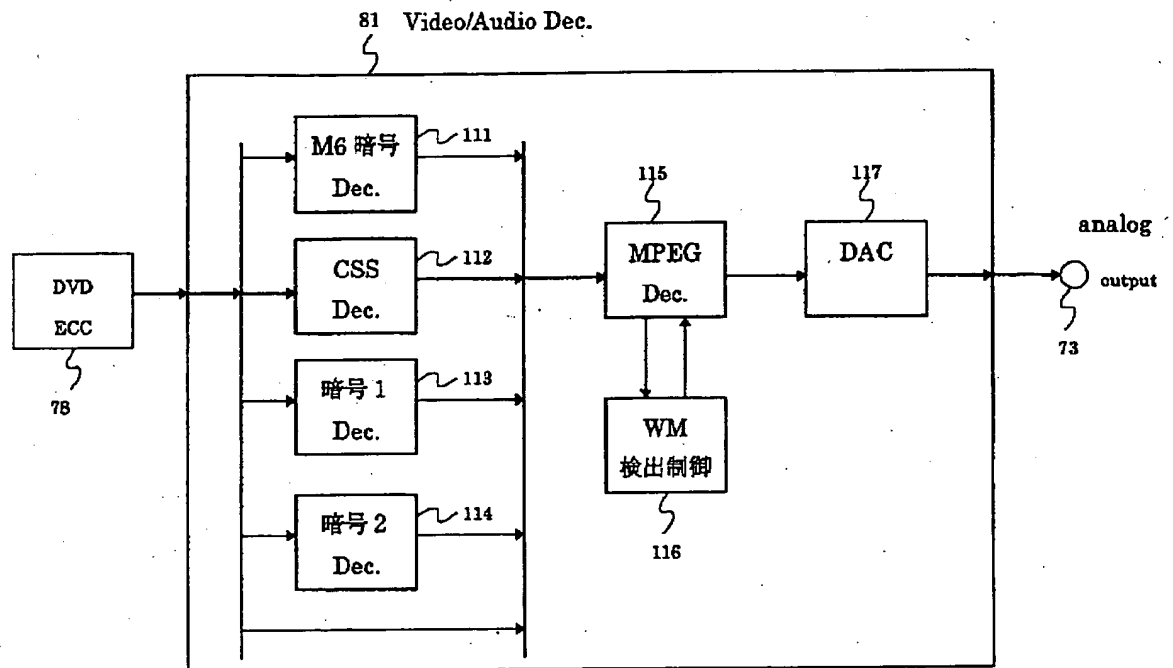 81 Video/Audio Dec.
M6 暗号
Dec.
111
CSS
Dec.
112
暗号 1
Dec.
113
暗号 2
Dec.
114
DVD
ECC
78
115
MPEG
Dec.
WM
検出制御
116
117
DAC
analog
output
73